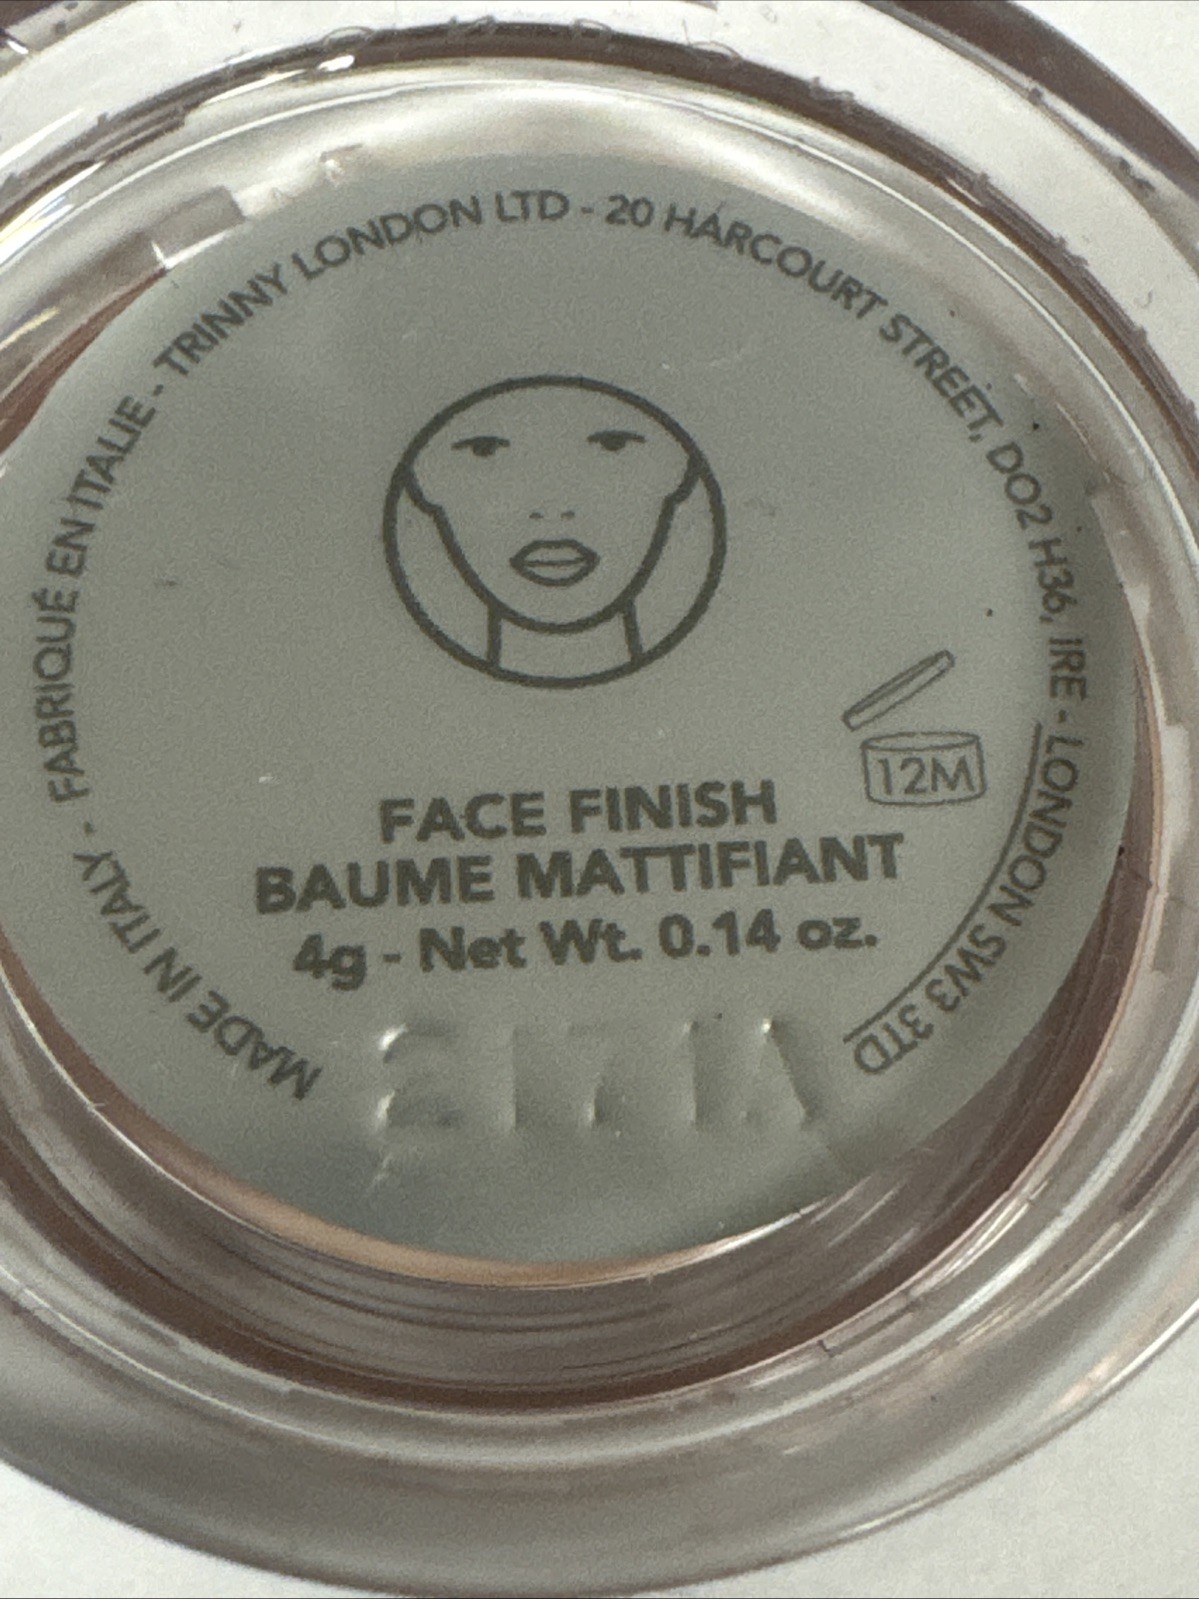 MADE IN ITALY - FABRIQUÉ EN ITALIE - TRINNY LONDON LTD - 20 HARCOURT STREET, DO2 H36, IRE - LONDON SW3 3TD
12M
FACE FINISH
BAUME MATTIFIANT
4g - Net Wt. 0.14 oz.